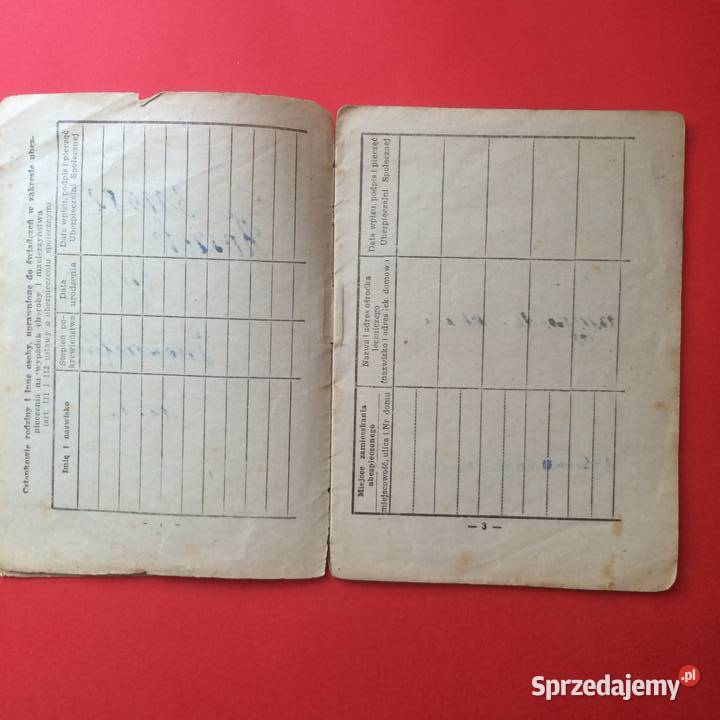 Członkowie rodziny i inne osoby, uprawnione do świadczeń w zakresie ubez-
pieczenia na wypadek choroby i macierzyństwa
(art. 111 i 112 ustawy o ubezpieczeniu społecznym)
Imię i nazwisko
Stopień po-
krewieństwa
Data
urodzenia
Data wpisu, podpis i pieczęć
Ubezpieczalni Społecznej
Miejsce zamieszkania
ubezpieczonego
miejscowość, ulica i Nr. domu
Nazwa i adres ośrodka
leczniczego
(nazwisko i adres lek. domow.)
Data wpisu, podpis i pieczęć
Ubezpieczalni Społecznej
— 3 —
Sprzedajemy.pl